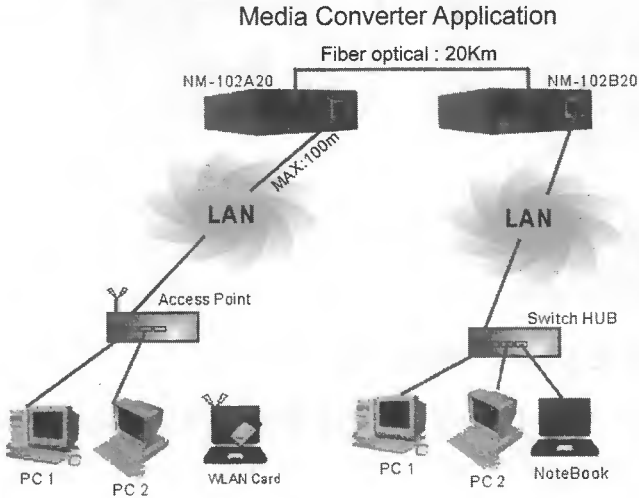 Media Converter Application
Fiber optical : 20Km
NM-102A20
NM-102B20
MAX:100m
LAN
LAN
Access Point
Switch HUB
PC 1
PC 2
WLAN Card
PC 1
PC 2
NoteBook